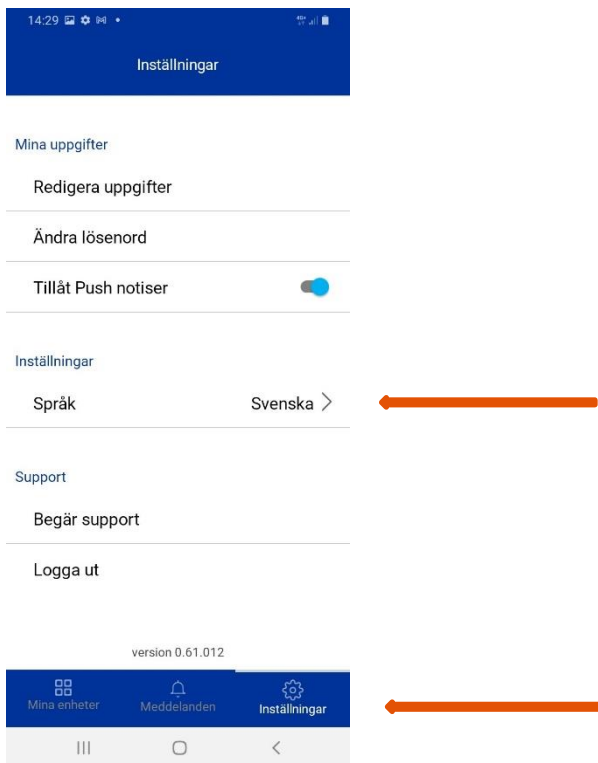 14:29
Inställningar
Mina uppgifter
Redigera uppgifter
Ändra lösenord
Tillåt Push notiser
Inställningar
Språk Svenska
Support
Begär support
Logga ut
version 0.61.012
Mina enheter Meddelanden Inställningar